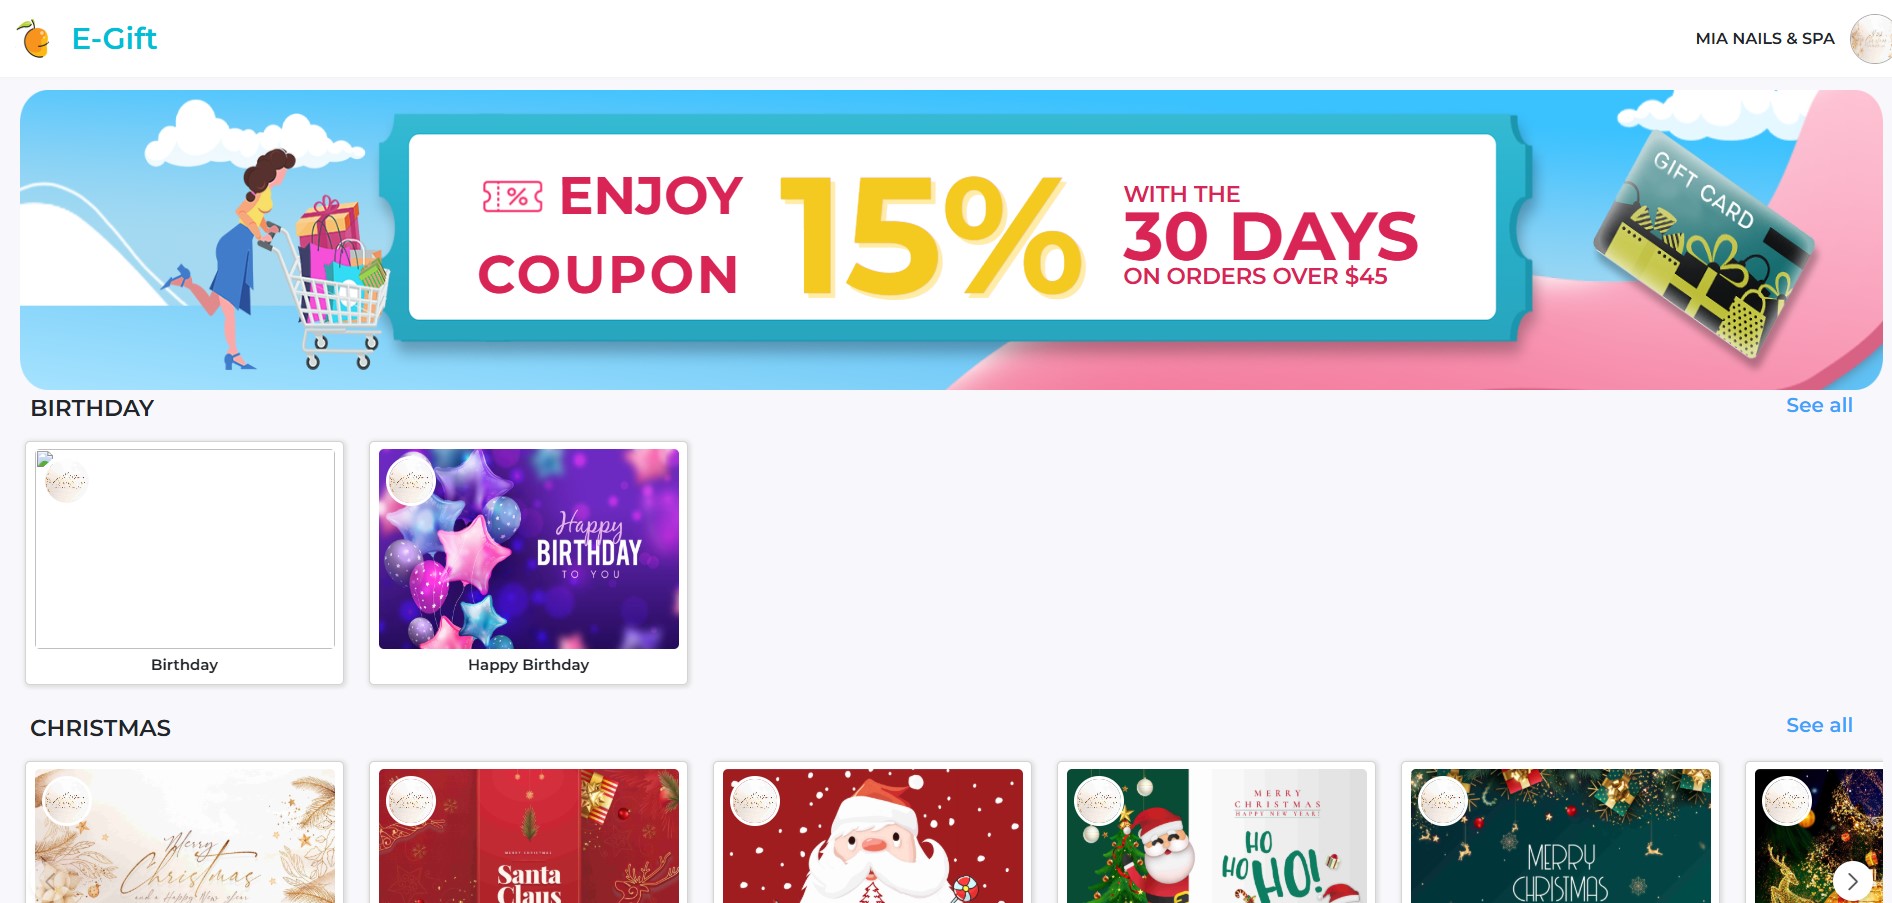 E-Gift
MIA NAILS & SPA
ENJOY
COUPON
15%
WITH THE
30 DAYS
ON ORDERS OVER $45
GIFT CARD
BIRTHDAY
See all
Happy
BIRTHDAY
TO YOU
Birthday
Happy Birthday
CHRISTMAS
See all
Merry
Christmas
and a Happy New Year
MERRY CHRISTMAS
Santa
Claus
MERRY
CHRISTMAS
HAPPY NEW YEAR!
HO
HO HO!
MERRY
CHRISTMAS